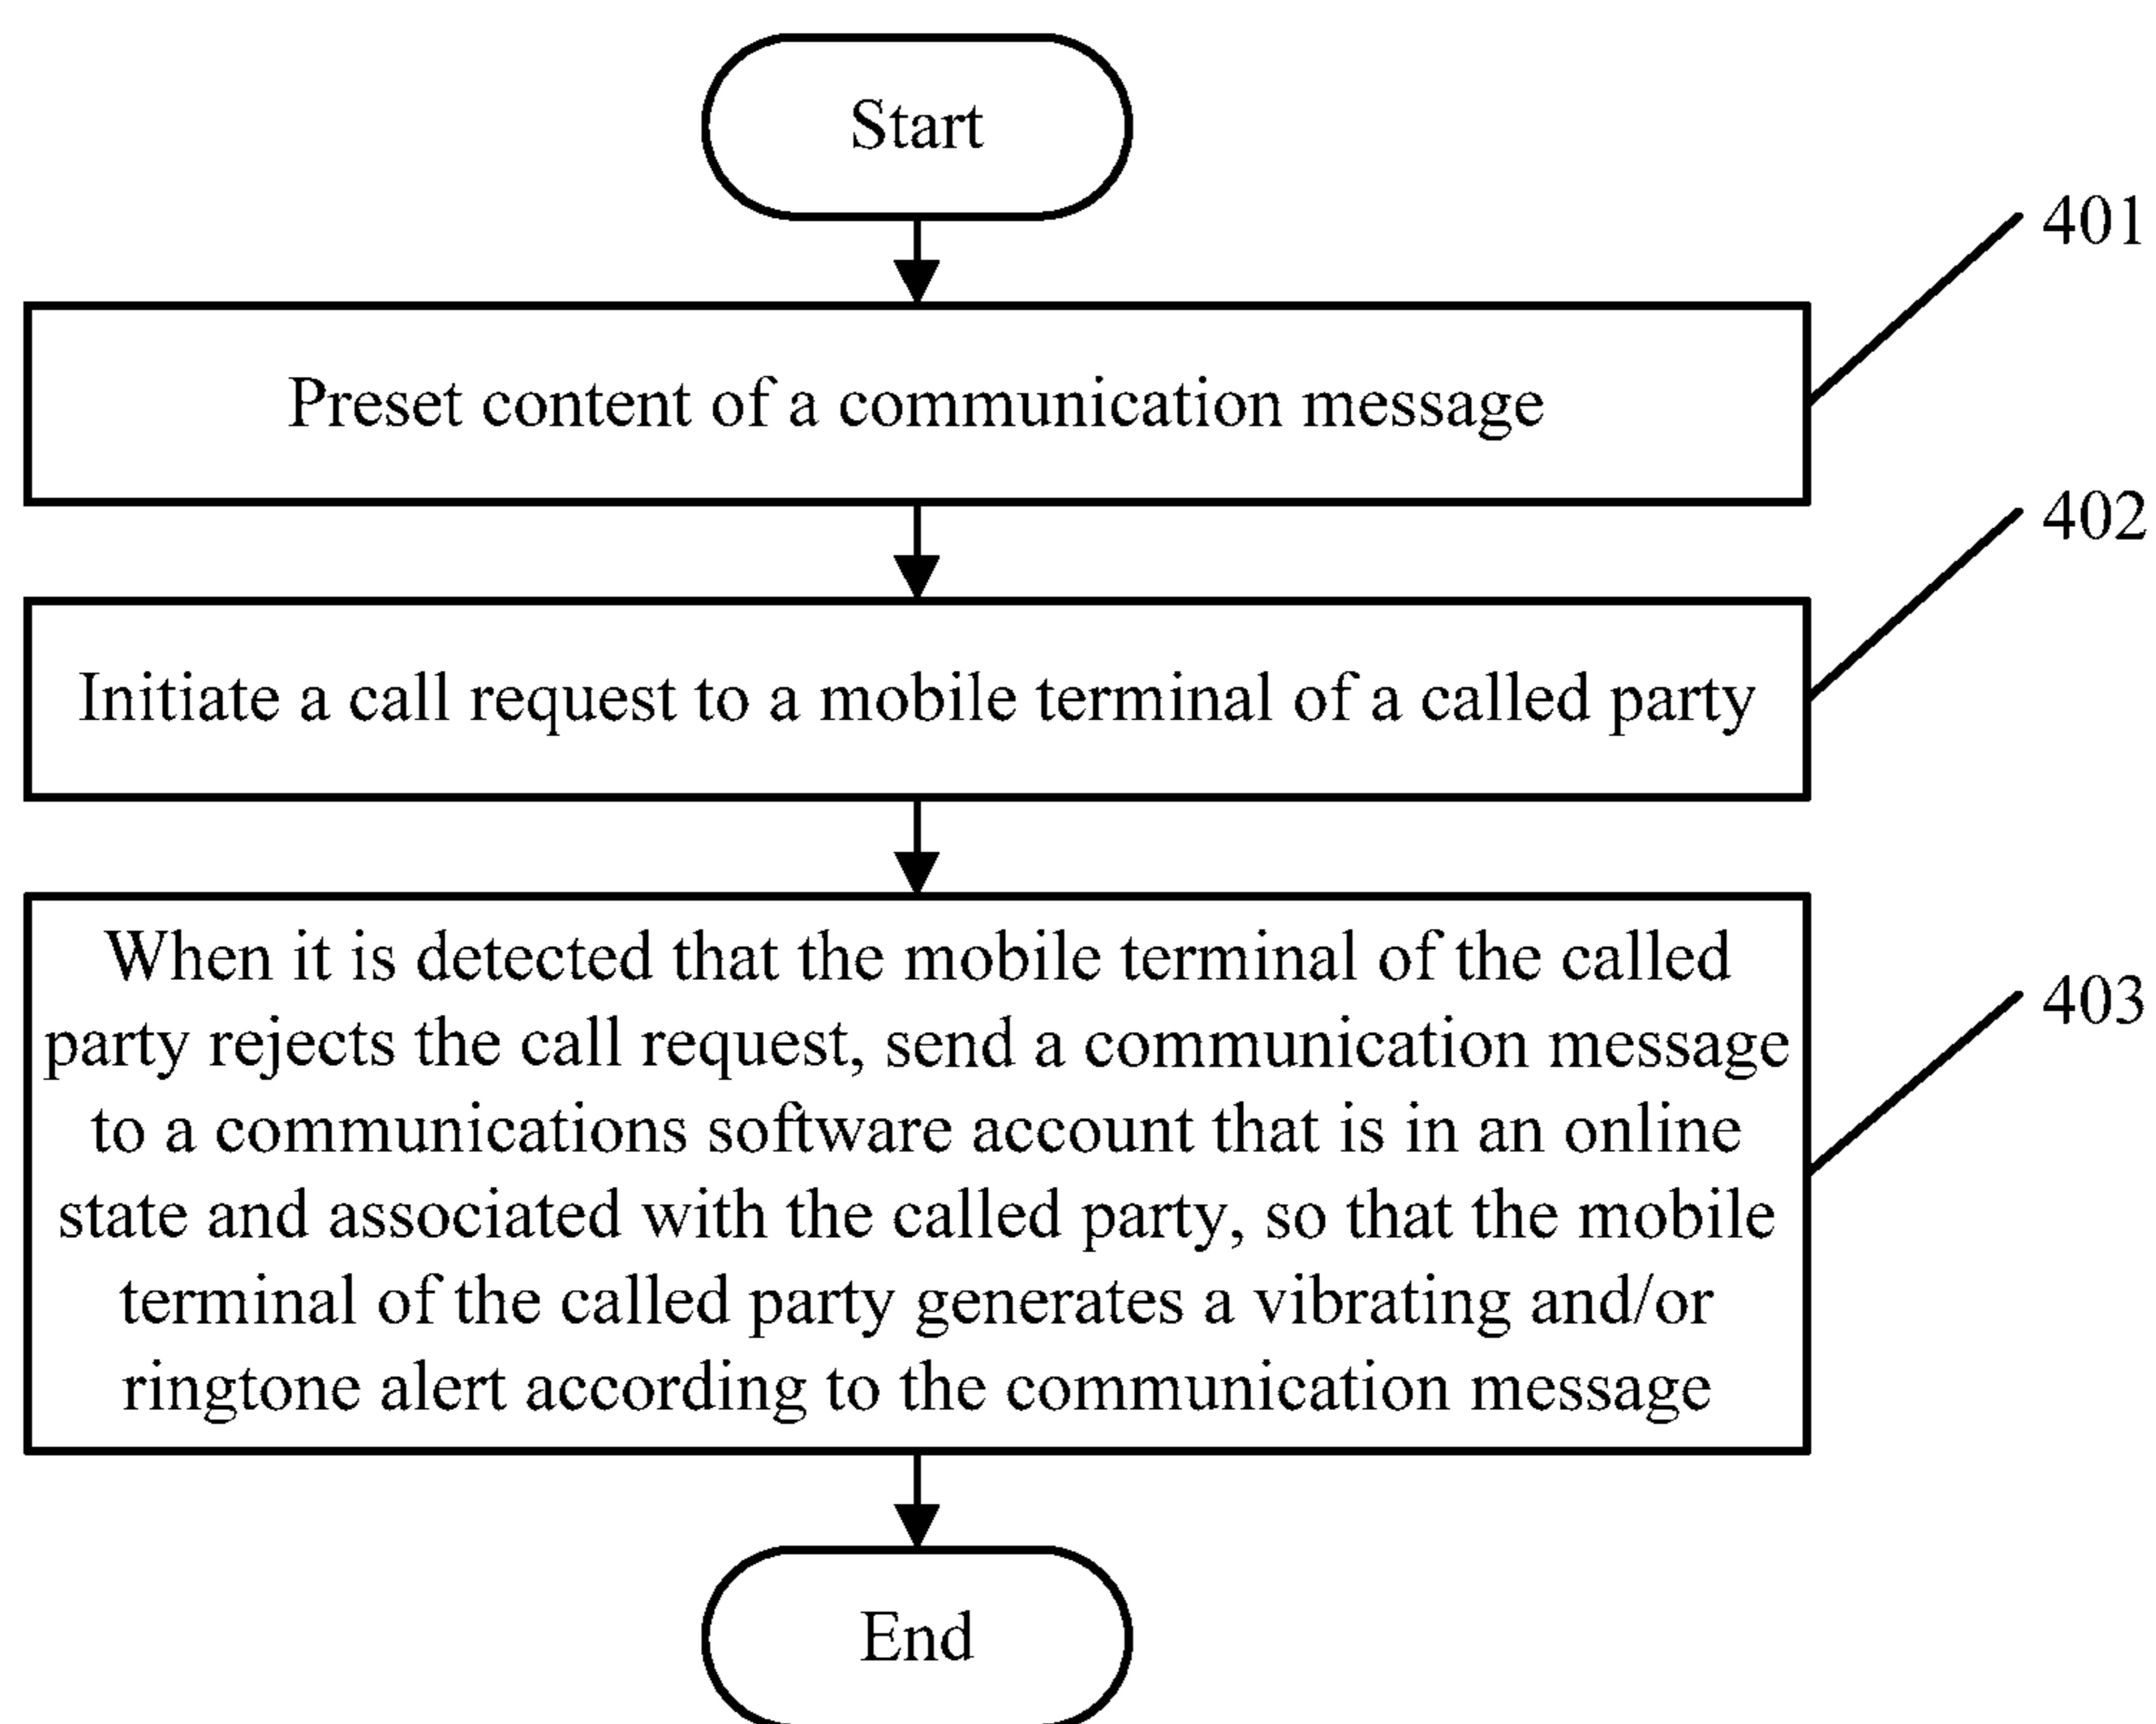 Start
401
Preset content of a communication message
402
Initiate a call request to a mobile terminal of a called party
When it is detected that the mobile terminal of the called
party rejects the call request, send a communication message
403
to a communications software account that is in an online
state and associated with the called party, so that the mobile
terminal of the called party generates a vibrating and/or
ringtone alert according to the communication message
End